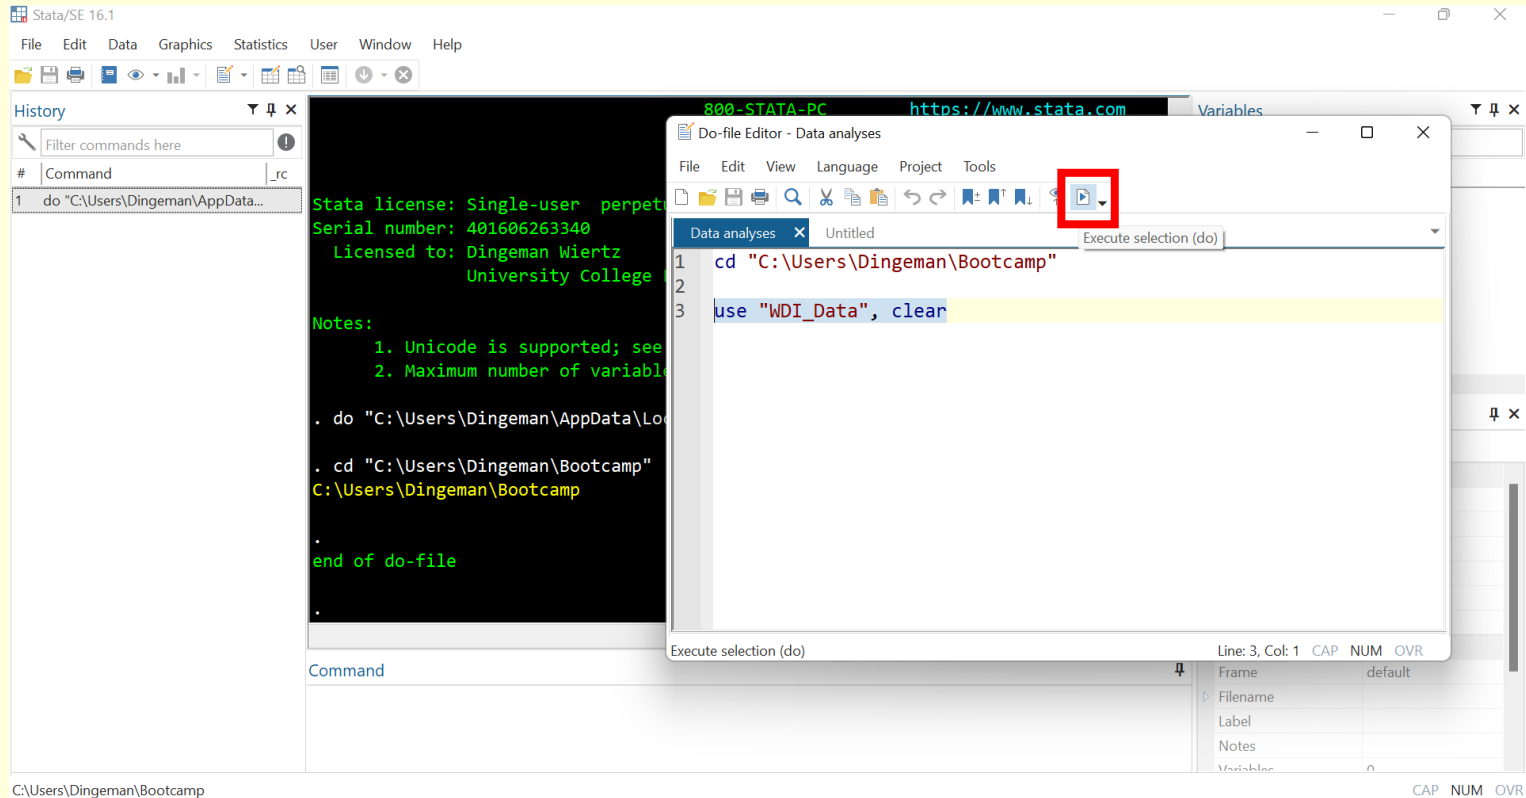 Stata/SE 16.1
File Edit Data Graphics Statistics User Window Help
History
Filter commands here
# Command _rc
1 do "C:\Users\Dingeman\AppData...
800-STATA-PC https://www.stata.com
Stata license: Single-user perpetu
Serial number: 401606263340
Licensed to: Dingeman Wiertz
University College
Notes:
1. Unicode is supported; see
2. Maximum number of variable
. do "C:\Users\Dingeman\AppData\Loc
. cd "C:\Users\Dingeman\Bootcamp"
C:\Users\Dingeman\Bootcamp
.
end of do-file
.
Command
Do-file Editor - Data analyses
File Edit View Language Project Tools
Data analyses Untitled
Execute selection (do)
1 cd "C:\Users\Dingeman\Bootcamp"
2
3 use "WDI_Data", clear
Execute selection (do) Line: 3, Col: 1 CAP NUM OVR
Variables
Frame default
Filename
Label
Notes
Variables 0
C:\Users\Dingeman\Bootcamp CAP NUM OVR